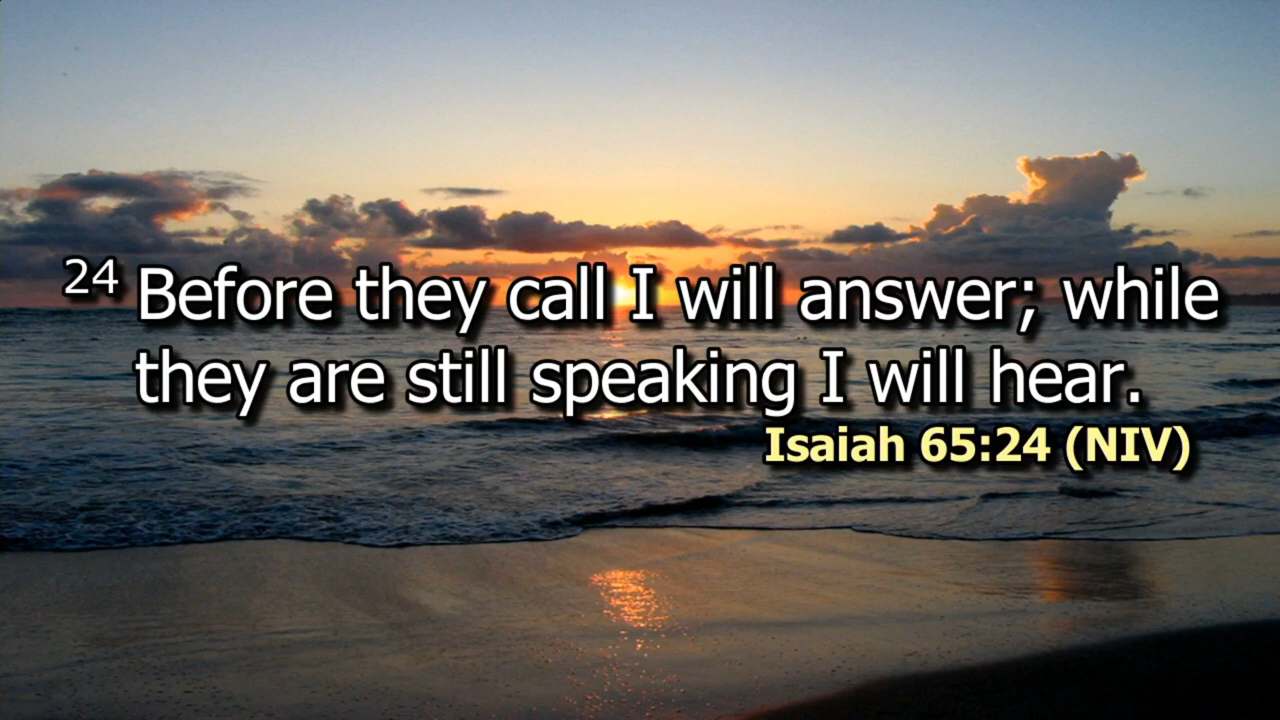 24 Before they call I will answer; while
they are still speaking I will hear.
Isaiah 65:24 (NIV)